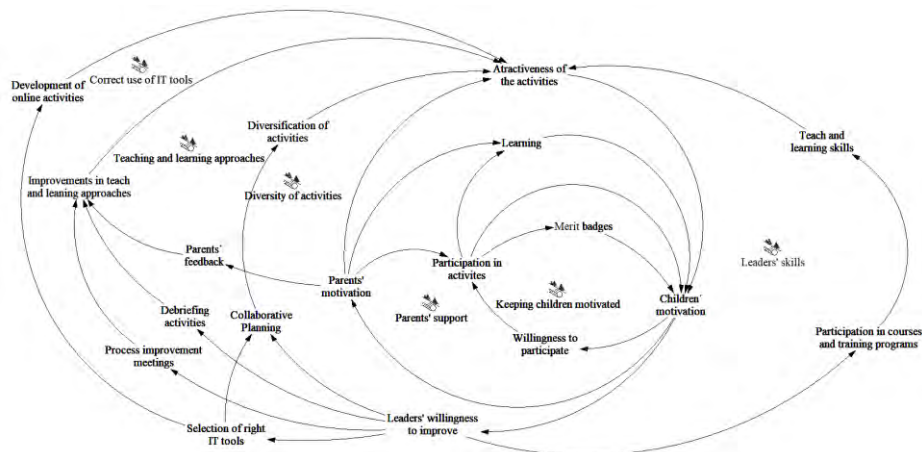 Correct use of IT tools
Development of
online activities
Atractiveness of
the activities
Diversification of
activities
Teach and
learning skills
Learning
Teaching and learning approaches
Improvements in teach
and leaning approaches
Diversity of activities
Merit badges
Parents´
feedback
Participation in
activites
Leaders' skills
Parents'
motivation
Keeping children motivated
Children´
motivation
Debriefing
activities
Collaborative
Planning
Parents' support
Willingness to
participate
Participation in courses
and training programs
Process improvement
meetings
Selection of right
IT tools
Leaders' willingness
to improve